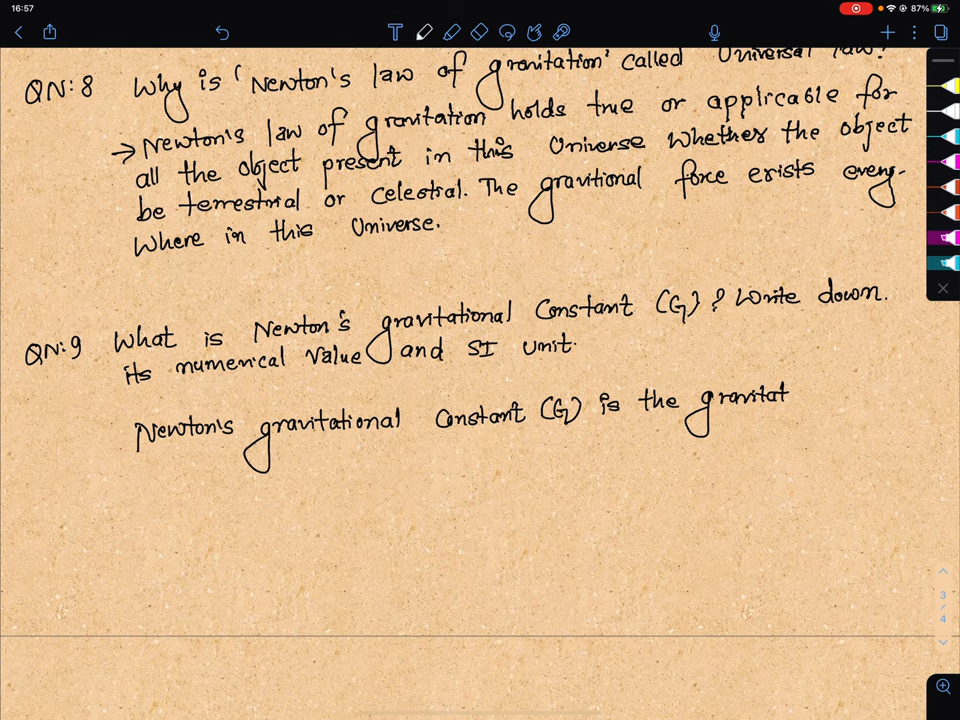 16:57
87%
QN:8 Why is 'Newton's law of gravitation' called Universal law?
→ Newton's law of gravitation holds true or applicable for
all the object present in this Universe whether the object
be terrestrial or celestral. The gravitional force exists every-
where in this Universe.
QN:9 What is Newton's gravitational Constant (G)? Write down.
its numerical value and SI unit.
Newton's gravitational Constant (G) is the gravitat
3
/
4